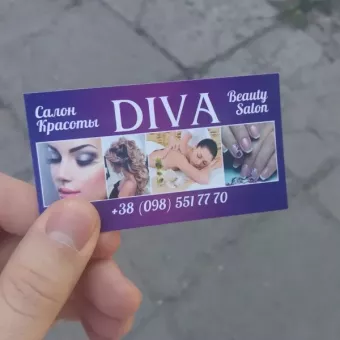 Салон
Красоты
DIVA
Beauty
Salon
+38 (098) 551 77 70